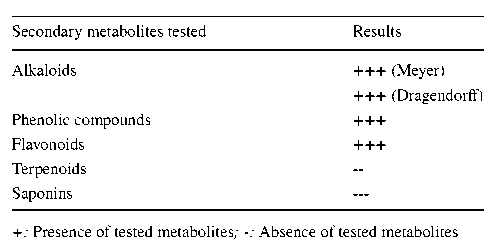 Secondary metabolites tested Results
Alkaloids +++ (Meyer)
+++ (Dragendorff)
Phenolic compounds +++
Flavonoids +++
Terpenoids --
Saponins ---
+: Presence of tested metabolites; -: Absence of tested metabolites